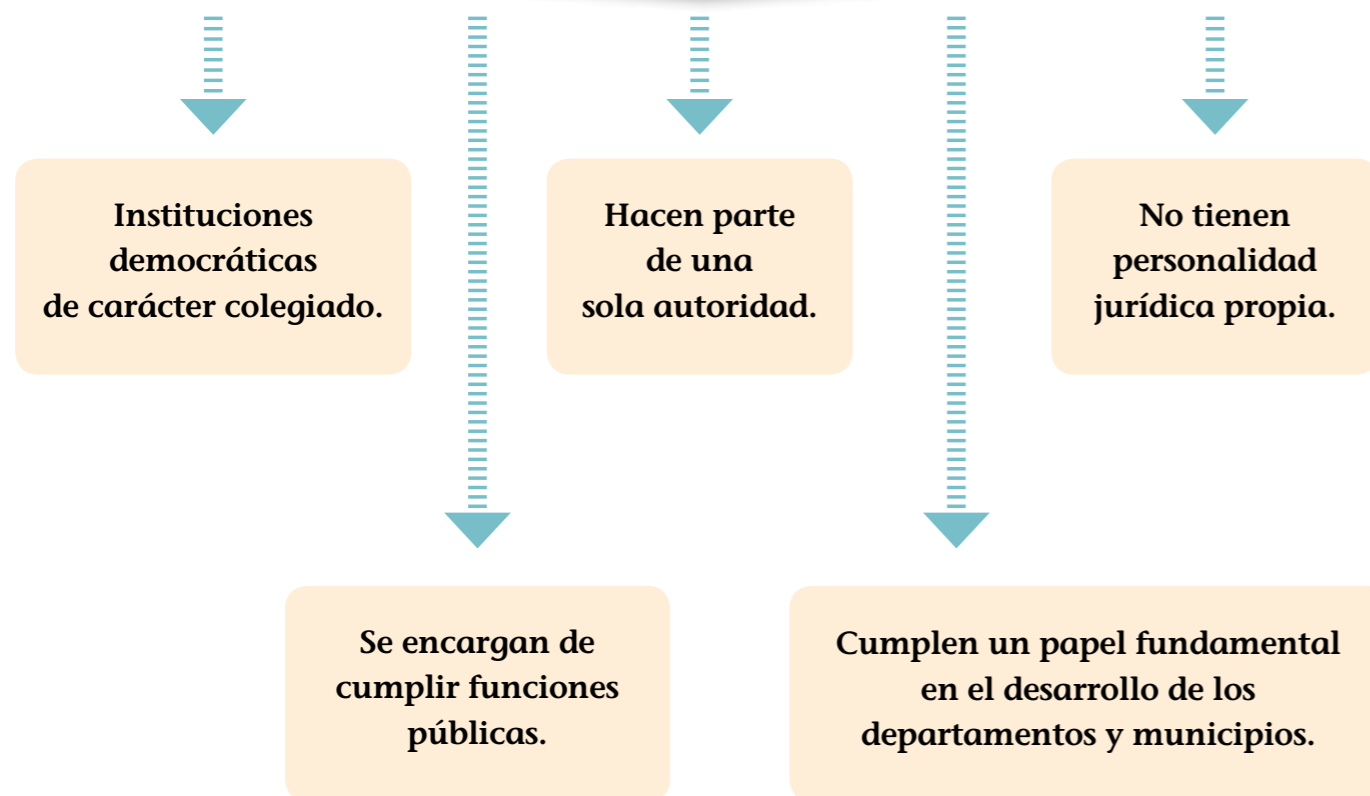 Instituciones
democráticas
de carácter colegiado.
Hacen parte
de una
sola autoridad.
No tienen
personalidad
jurídica propia.
Se encargan de
cumplir funciones
públicas.
Cumplen un papel fundamental
en el desarrollo de los
departamentos y municipios.